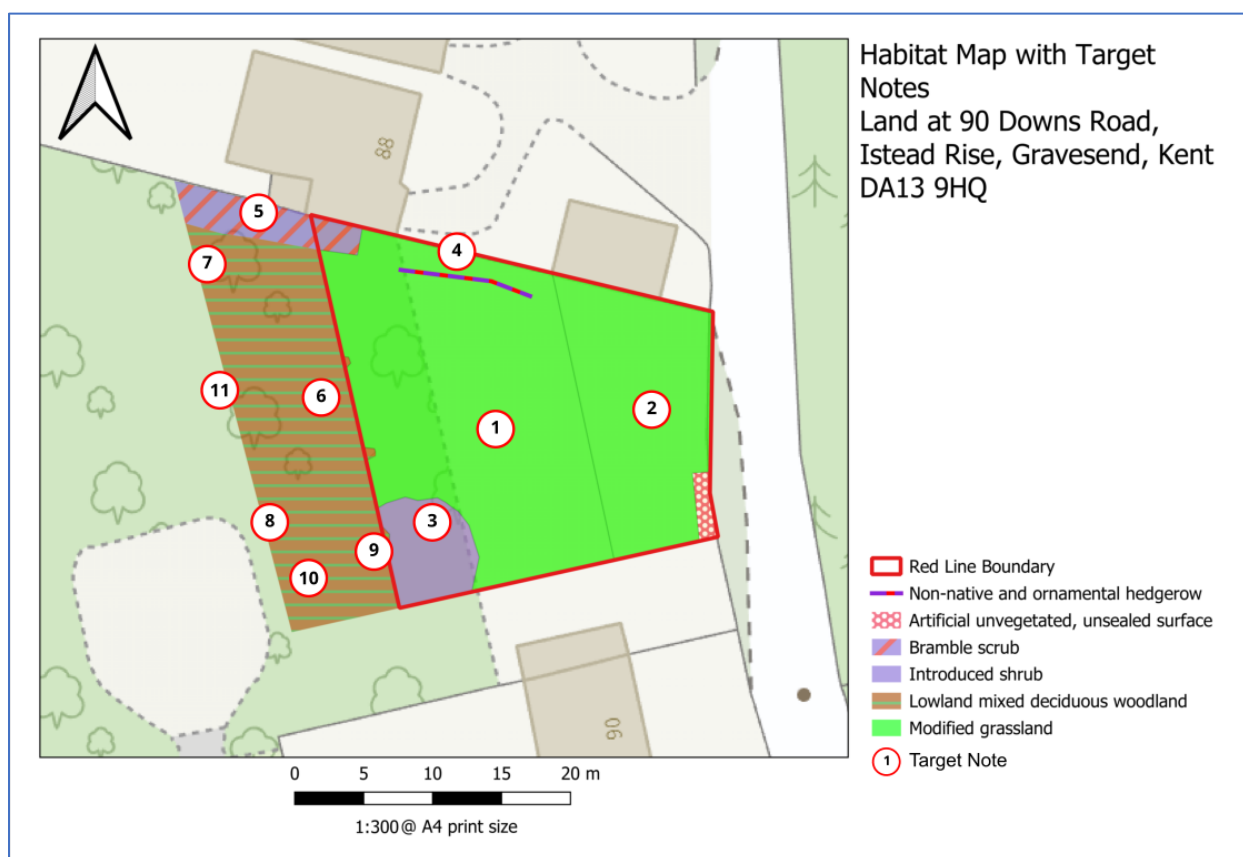 Habitat Map with Target
Notes
Land at 90 Downs Road,
Istead Rise, Gravesend, Kent
DA13 9HQ
88
5
4
7
11
6
1
2
8
3
9
10
90
Red Line Boundary
Non-native and ornamental hedgerow
Artificial unvegetated, unsealed surface
Bramble scrub
Introduced shrub
Lowland mixed deciduous woodland
Modified grassland
1 Target Note
0 5 10 15 20 m
1:300@ A4 print size